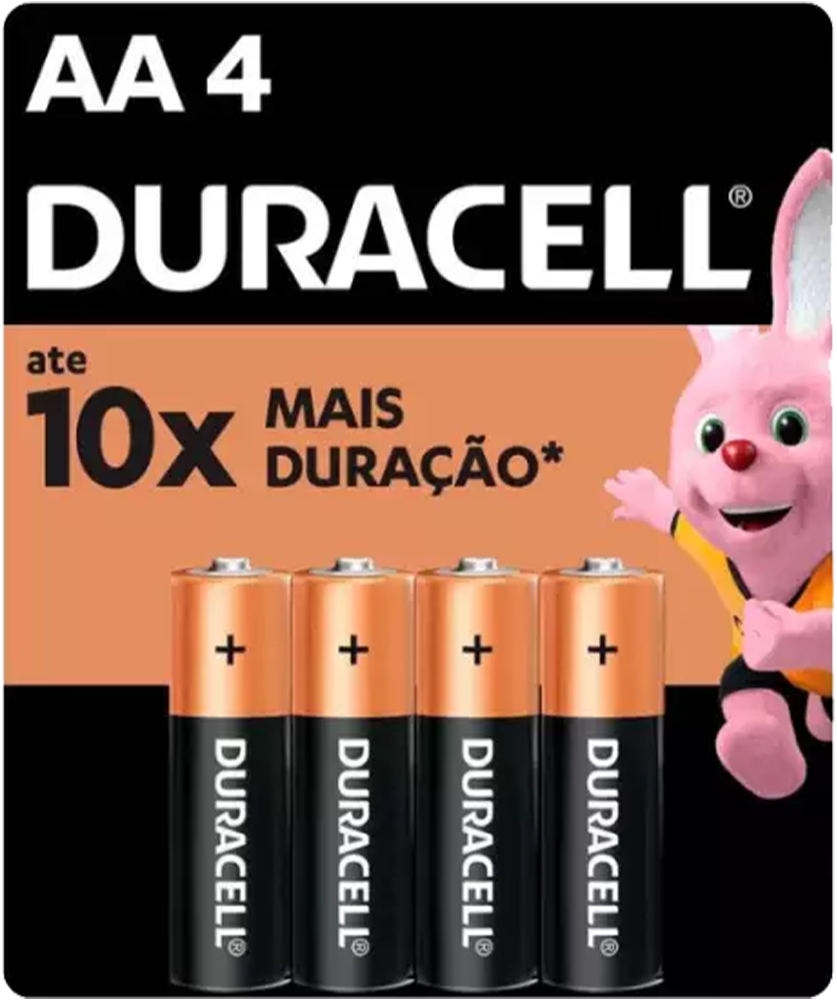 AA 4
DURACELL®
ate
10x MAIS
DURAÇÃO*
+ + + +
DURACELL®
DURACELL®
DURACELL®
DURACELL®